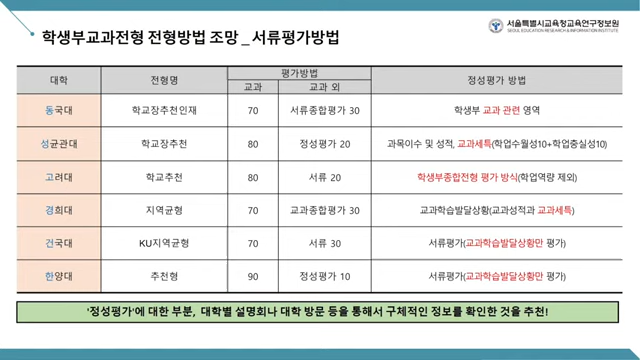 학생부교과전형 전형방법 조망 _ 서류평가방법
서울특별시교육청교육연구정보원
SEOUL EDUCATION RESEARCH & INFORMATION INSTITUTE
대학 전형명 평가방법 정성평가 방법
교과 교과 외
동국대 학교장추천인재 70 서류종합평가 30 학생부 교과 관련 영역
성균관대 학교장추천 80 정성평가 20 과목이수 및 성적, 교과세특(학업수월성10+학업충실성10)
고려대 학교추천 80 서류 20 학생부종합전형 평가 방식(학업역량 제외)
경희대 지역균형 70 교과종합평가 30 교과학습발달상황(교과성적과 교과세특)
건국대 KU지역균형 70 서류 30 서류평가(교과학습발달상황만 평가)
한양대 추천형 90 정성평가 10 서류평가(교과학습발달상황만 평가)
'정성평가'에 대한 부분, 대학별 설명회나 대학 방문 등을 통해서 구체적인 정보를 확인한 것을 추천!